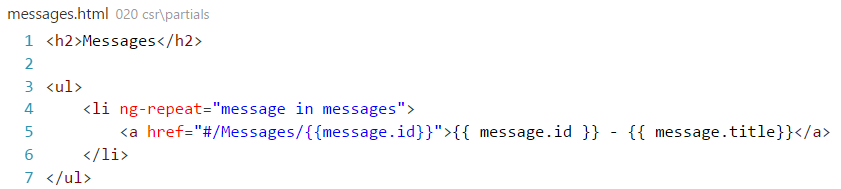 messages.html 020 csr\partials
1 <h2>Messages</h2>
2
3 <ul>
4     <li ng-repeat="message in messages">
5         <a href="#/Messages/{{message.id}}">{{ message.id }} - {{ message.title}}</a>
6     </li>
7 </ul>